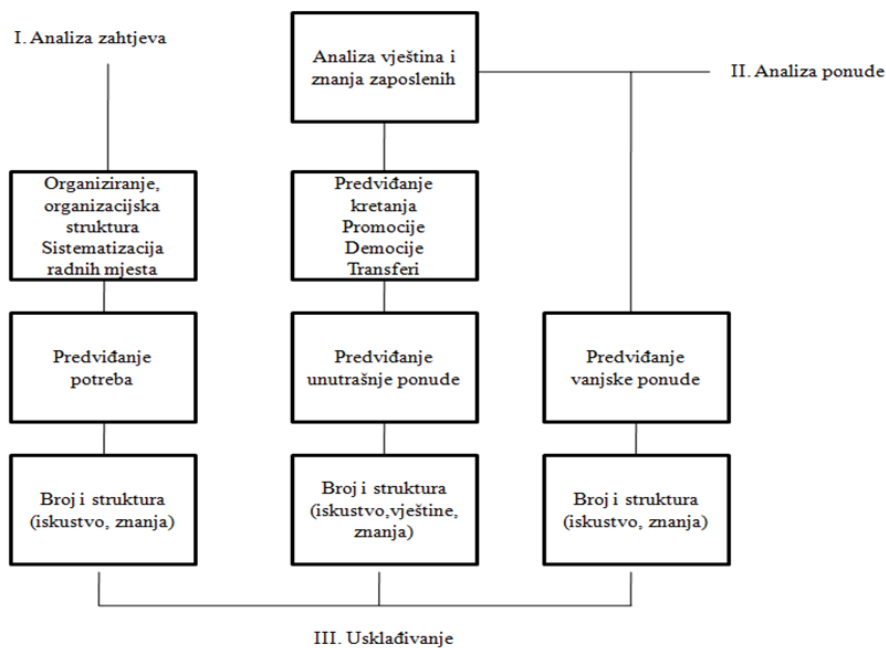 I. Analiza zahtjeva
Analiza vještina i
znanja zaposlenih
II. Analiza ponude
Organiziranje,
organizacijska
struktura
Sistematizacija
radnih mjesta
Predviđanje
kretanja
Promocije
Democije
Transferi
Predviđanje
potreba
Predviđanje
unutrašnje ponude
Predviđanje
vanjske ponude
Broj i struktura
(iskustvo, znanja)
Broj i struktura
(iskustvo,vještine,
znanja)
Broj i struktura
(iskustvo, znanja)
III. Usklađivanje